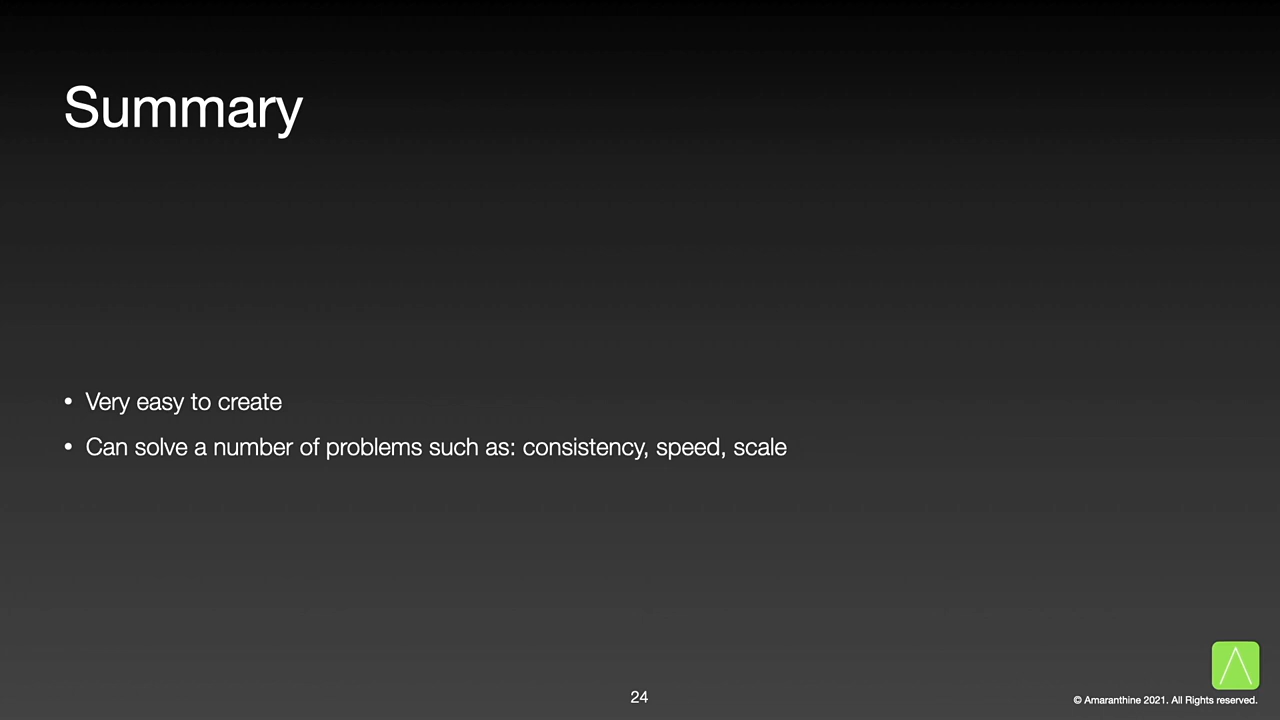 Summary
• Very easy to create
• Can solve a number of problems such as: consistency, speed, scale
24
© Amaranthine 2021. All Rights reserved.